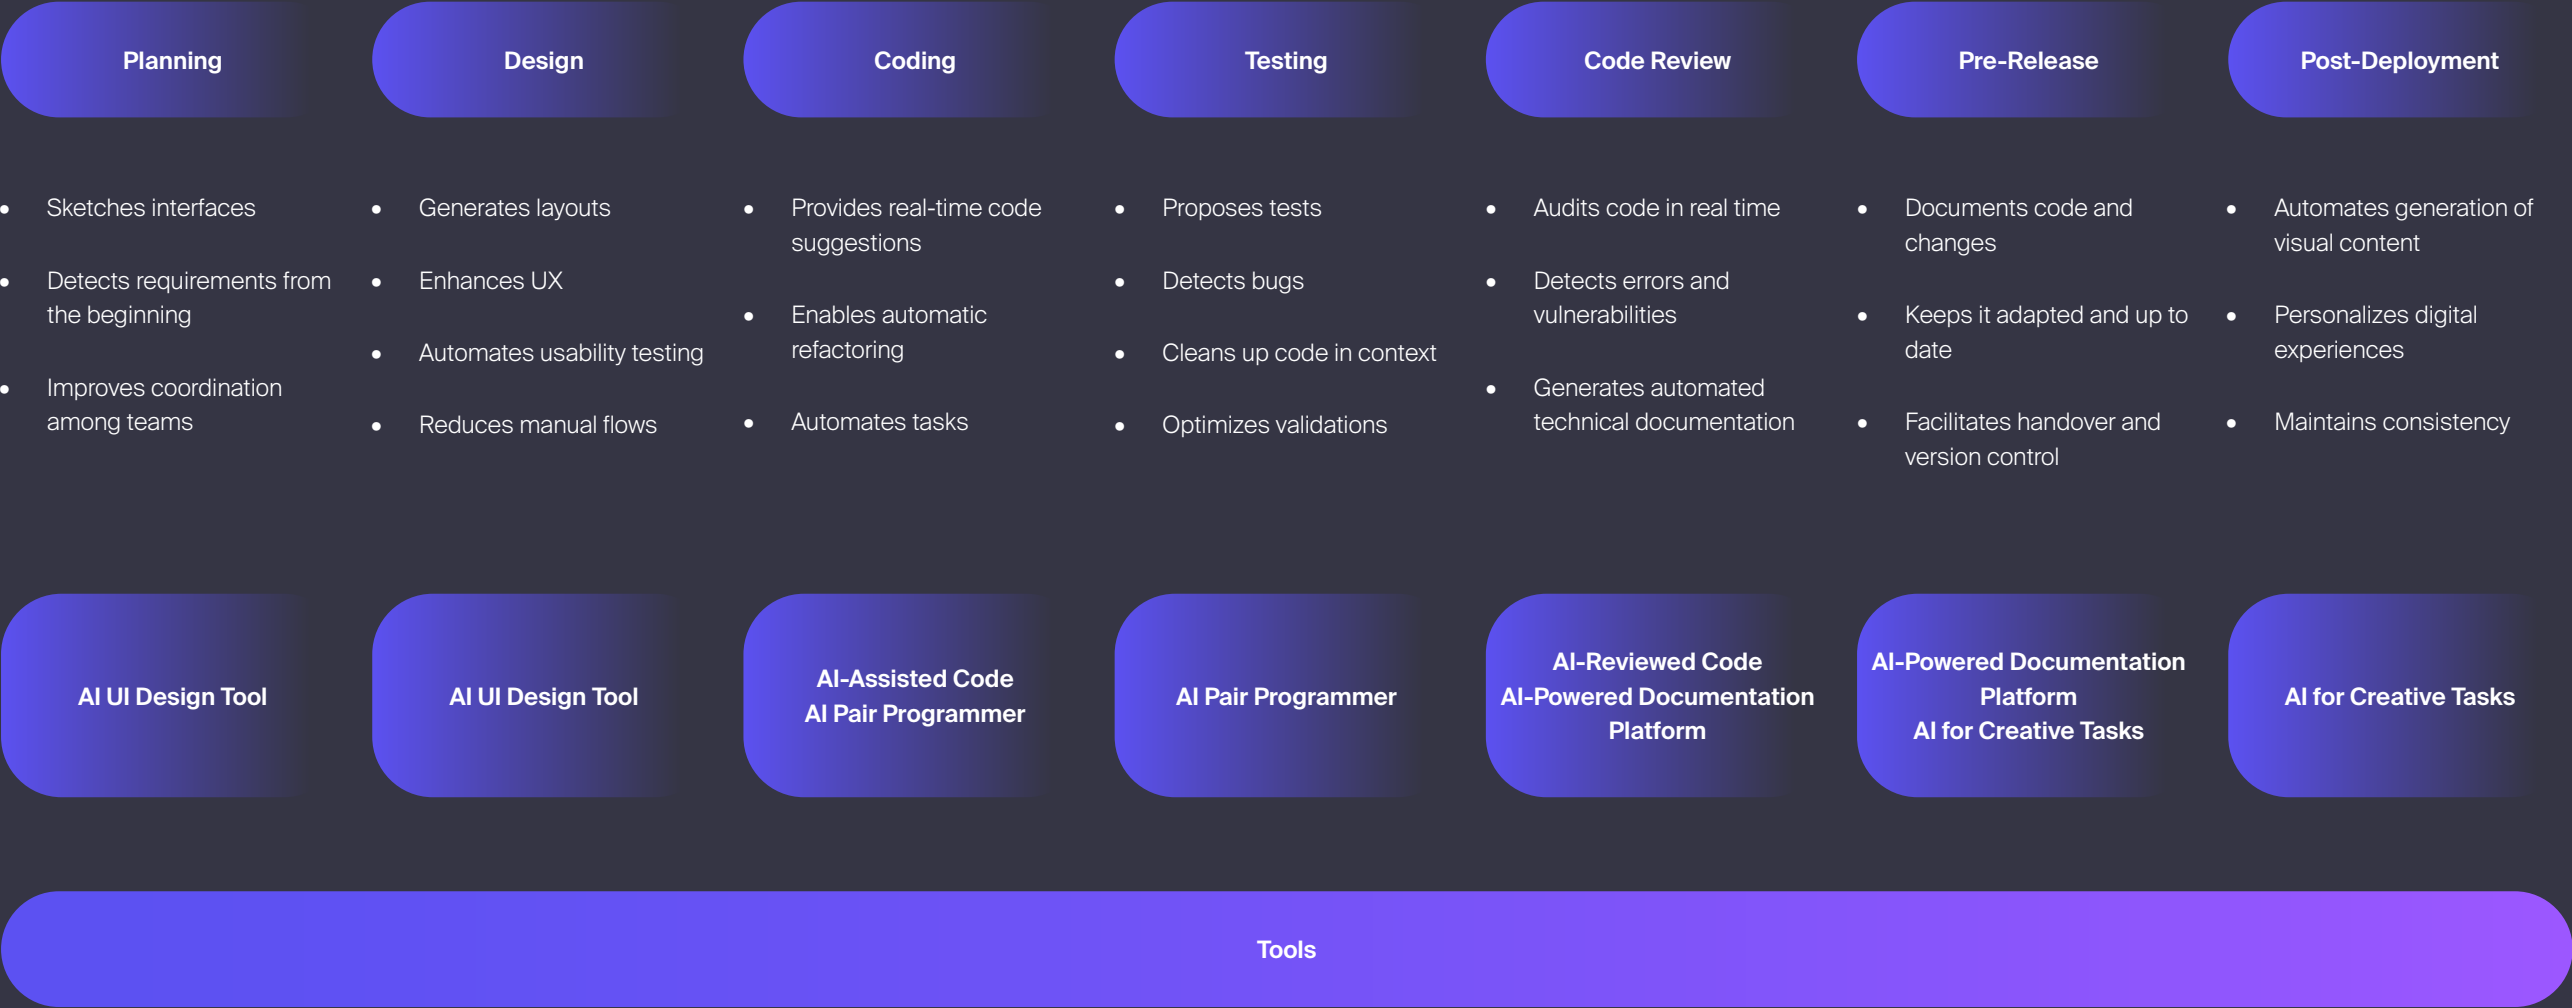 Planning
Design
Coding
Testing
Code Review
Pre-Release
Post-Deployment
• Sketches interfaces
• Detects requirements from
the beginning
• Improves coordination
among teams
• Generates layouts
• Enhances UX
• Automates usability testing
• Reduces manual flows
• Provides real-time code
suggestions
• Enables automatic
refactoring
• Automates tasks
• Proposes tests
• Detects bugs
• Cleans up code in context
• Optimizes validations
• Audits code in real time
• Detects errors and
vulnerabilities
• Generates automated
technical documentation
• Documents code and
changes
• Keeps it adapted and up to
date
• Facilitates handover and
version control
• Automates generation of
visual content
• Personalizes digital
experiences
• Maintains consistency
AI UI Design Tool
AI UI Design Tool
AI-Assisted Code
AI Pair Programmer
AI Pair Programmer
AI-Reviewed Code
AI-Powered Documentation
Platform
AI-Powered Documentation
Platform
AI for Creative Tasks
AI for Creative Tasks
Tools